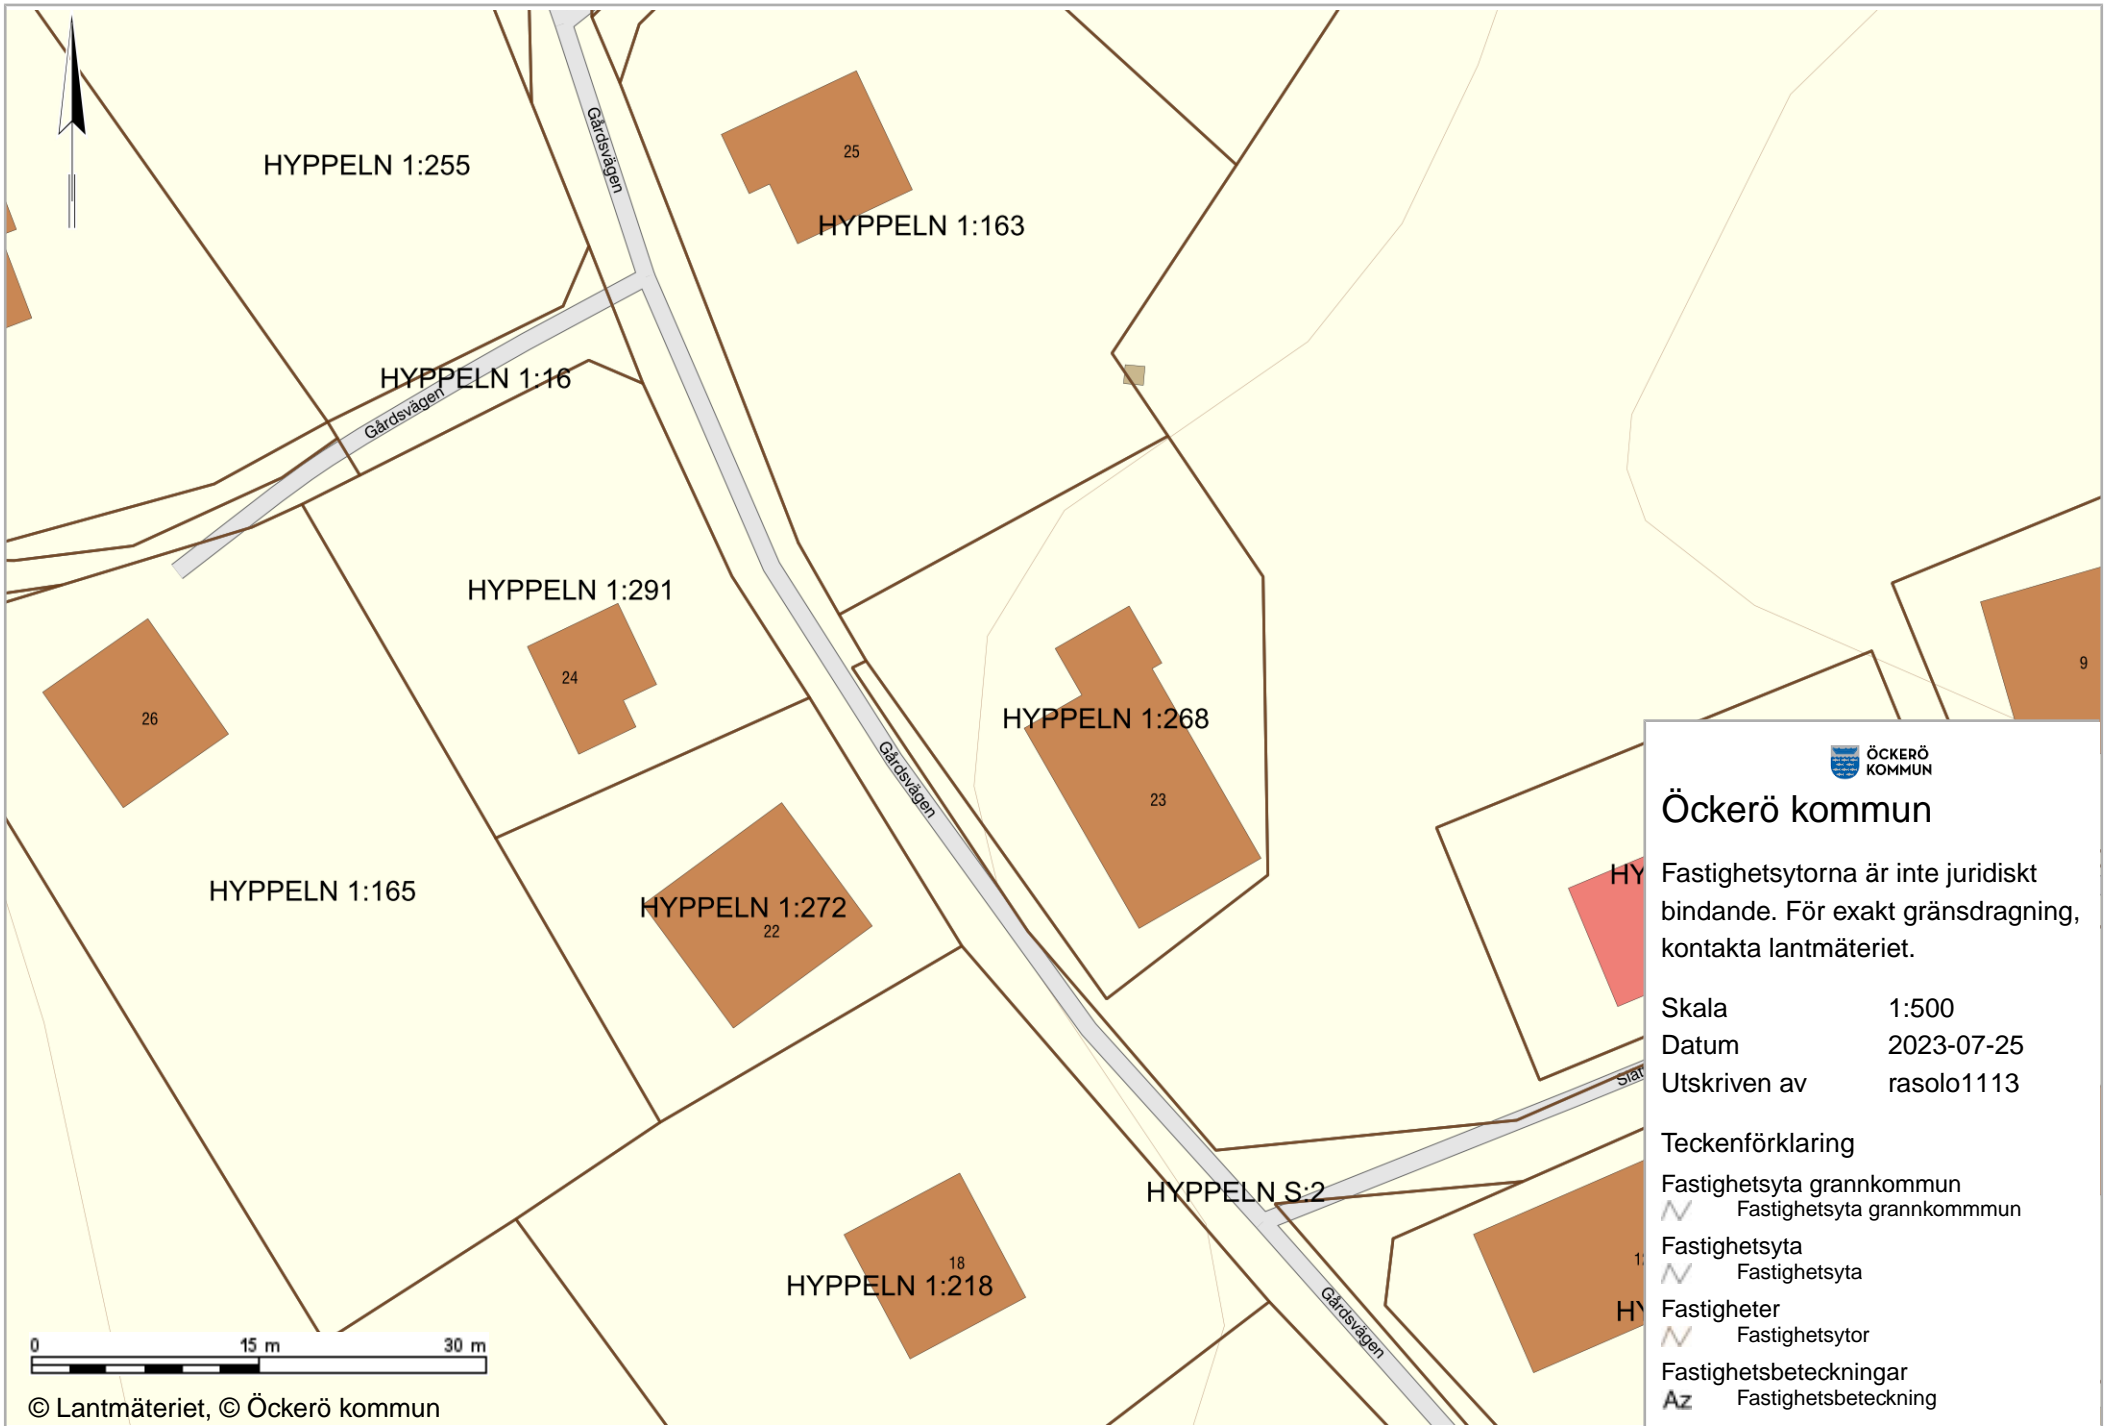 HYPPELN 1:255
Gårdsvägen
25
HYPPELN 1:163
HYPPELN 1:16
Gårdsvägen
HYPPELN 1:291
24
26
HYPPELN 1:268
23
9
Gårdsvägen
HYPPELN 1:165
HYPPELN 1:272
22
HY
HYPPELN S:2
18
HYPPELN 1:218
Gårdsvägen
HY
ÖCKERÖ
KOMMUN
Öckerö kommun
Fastighetsytorna är inte juridiskt
bindande. För exakt gränsdragning,
kontakta lantmäteriet.
Skala 1:500
Datum 2023-07-25
Utskriven av rasolo1113
Teckenförklaring
Fastighetsyta grannkommun
Fastighetsyta grannkommmun
Fastighetsyta
Fastighetsyta
Fastigheter
Fastighetsytor
Fastighetsbeteckningar
Az Fastighetsbeteckning
0 15 m 30 m
© Lantmäteriet, © Öckerö kommun